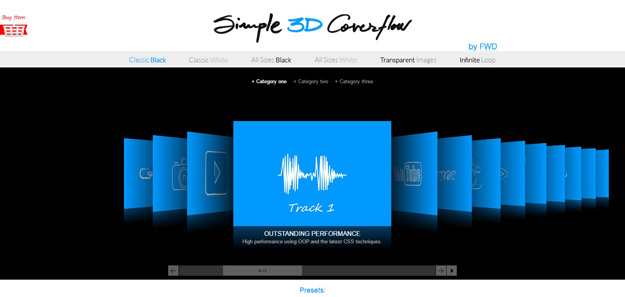 Buy Item
Simple 3D Coverflow
by FWD
Classic Black
Classic White
All Sizes Black
All Sizes White
Transparent Images
Infinite Loop
+ Category one
+ Category two
+ Category three
You Tube
Track 1
OUTSTANDING PERFORMANCE
High performance using OOP and the latest CSS techniques.
Presets: